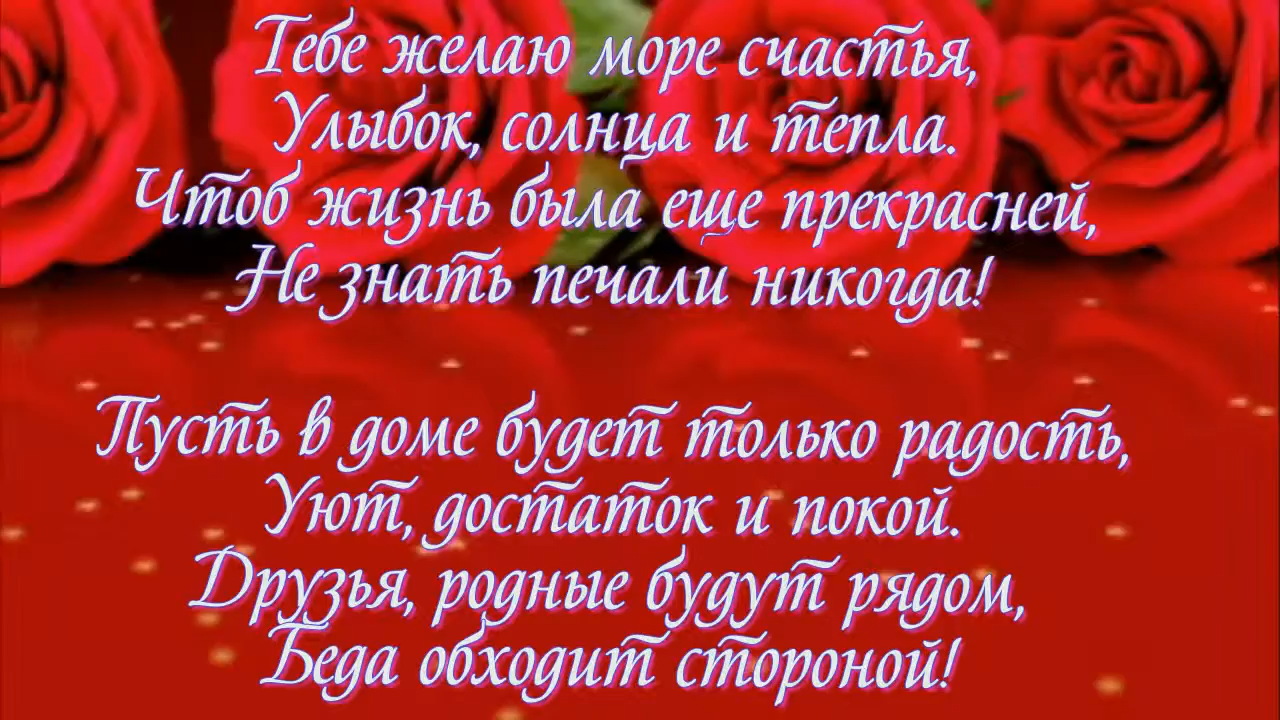 Тебе желаю море счастья,
Улыбок, солнца и тепла.
Чтоб жизнь была еще прекрасней,
Не знать печали никогда!
Пусть в доме будет только радость,
Уют, достаток и покой.
Друзья, родные будут рядом,
Беда обходит стороной!